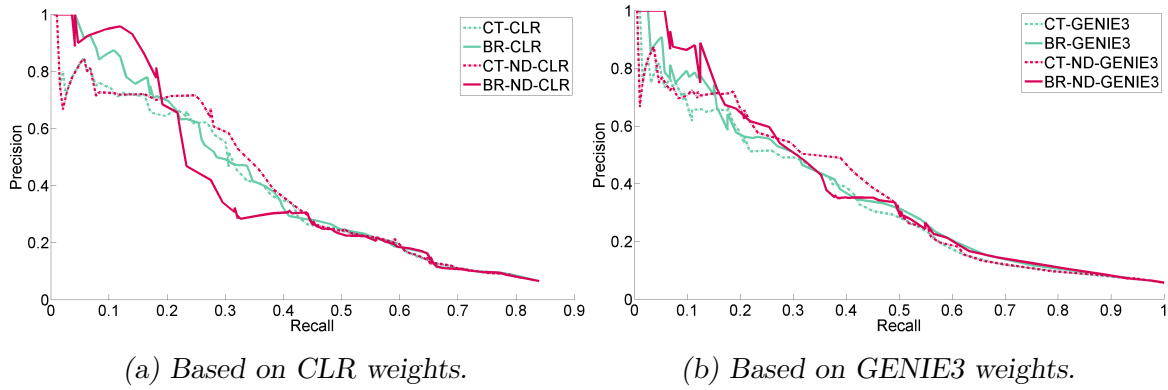 1
0.8
0.6
0.4
0.2
0
Precision
0
0.1
0.2
0.3
0.4
0.5
0.6
0.7
0.8
0.9
Recall
CT-CLR
BR-CLR
CT-ND-CLR
BR-ND-CLR
(a) Based on CLR weights.
1
0.8
0.6
0.4
0.2
0
Precision
0
0.1
0.2
0.3
0.4
0.5
0.6
0.7
0.8
0.9
1
Recall
CT-GENIE3
BR-GENIE3
CT-ND-GENIE3
BR-ND-GENIE3
(b) Based on GENIE3 weights.